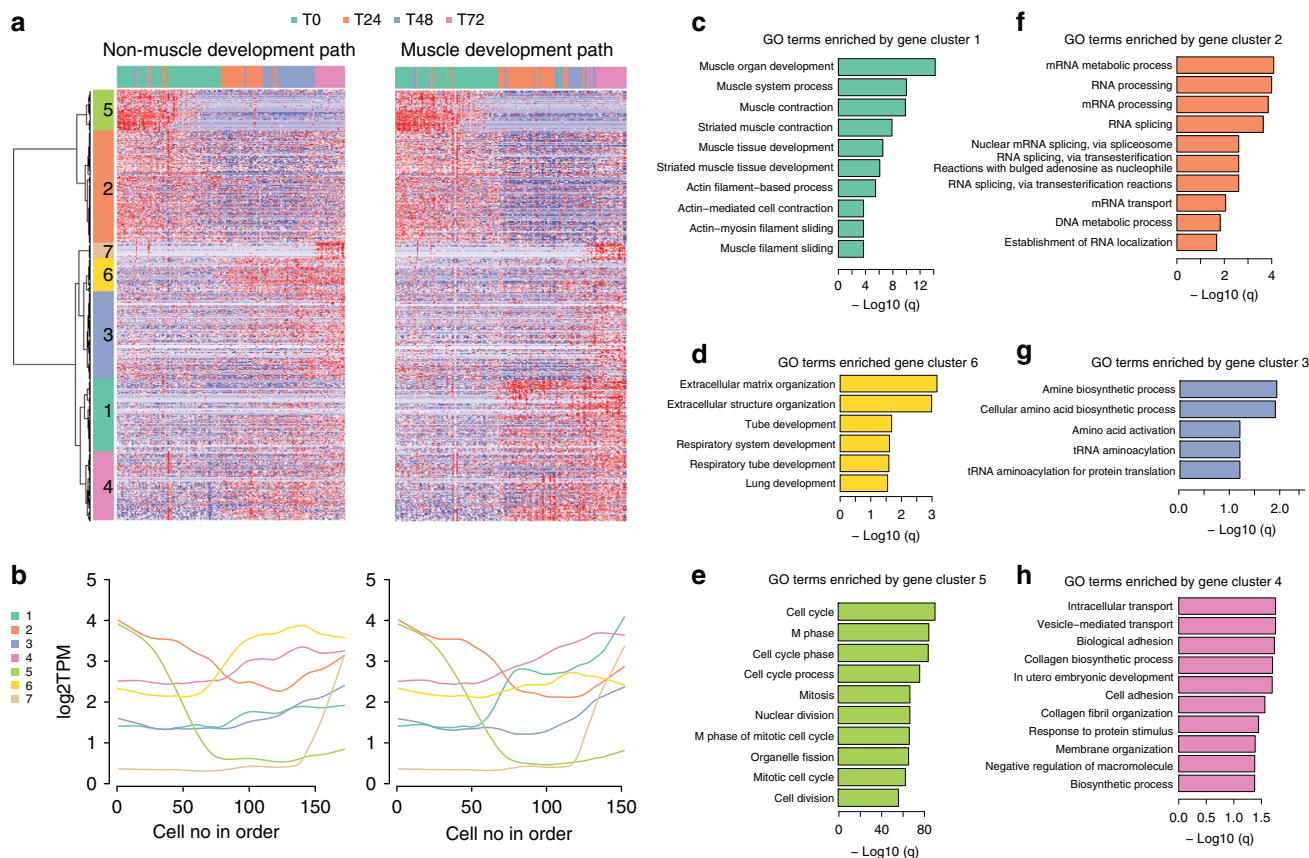 a
T0 T24 T48 T72
Non-muscle development path
Muscle development path
5
2
7
6
3
1
4
b
1
2
3
4
5
6
7
log2TPM
5
4
3
2
1
0
0 50 100 150
Cell no in order
5
4
3
2
1
0
0 50 100 150
Cell no in order
c
GO terms enriched by gene cluster 1
Muscle organ development
Muscle system process
Muscle contraction
Striated muscle contraction
Muscle tissue development
Striated muscle tissue development
Actin filament−based process
Actin−mediated cell contraction
Actin−myosin filament sliding
Muscle filament sliding
0 4 8 12
− Log10 (q)
d
GO terms enriched gene cluster 6
Extracellular matrix organization
Extracellular structure organization
Tube development
Respiratory system development
Respiratory tube development
Lung development
0 1 2 3
− Log10 (q)
e
GO terms enriched by gene cluster 5
Cell cycle
M phase
Cell cycle phase
Cell cycle process
Mitosis
Nuclear division
M phase of mitotic cell cycle
Organelle fission
Mitotic cell cycle
Cell division
0 40 80
− Log10 (q)
f
GO terms enriched by gene cluster 2
mRNA metabolic process
RNA processing
mRNA processing
RNA splicing
Nuclear mRNA splicing, via spliceosome
RNA splicing, via transesterification
Reactions with bulged adenosine as nucleophile
RNA splicing, via transesterification reactions
mRNA transport
DNA metabolic process
Establishment of RNA localization
0 1 2 4
− Log10 (q)
g
GO terms enriched by gene cluster 3
Amine biosynthetic process
Cellular amino acid biosynthetic process
Amino acid activation
tRNA aminoacylation
tRNA aminoacylation for protein translation
0.0 1.0 2.0
− Log10 (q)
h
GO terms enriched by gene cluster 4
Intracellular transport
Vesicle−mediated transport
Biological adhesion
Collagen biosynthetic process
In utero embryonic development
Cell adhesion
Collagen fibril organization
Response to protein stimulus
Membrane organization
Negative regulation of macromolecule
Biosynthetic process
0.0 0.5 1.0 1.5
− Log10 (q)